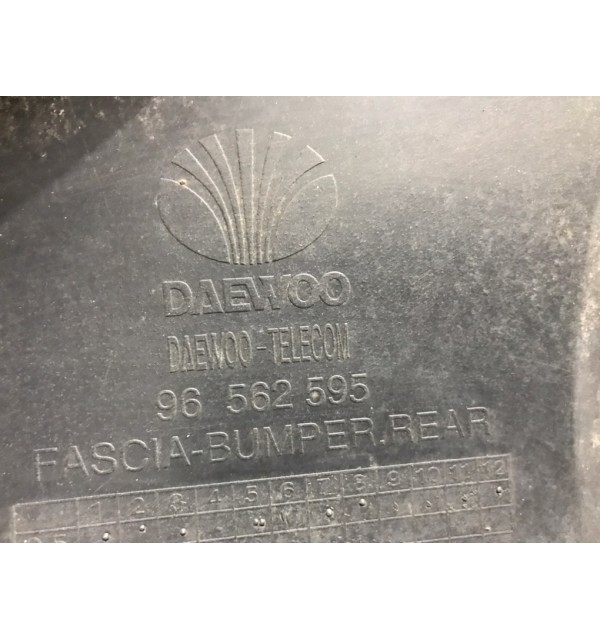 DAEWOO
DAEWOO-TELECOM
96 562 595
FASCIA-BUMPER.REAR
1 2 3 4 5 6 7 8 9 10 11 12